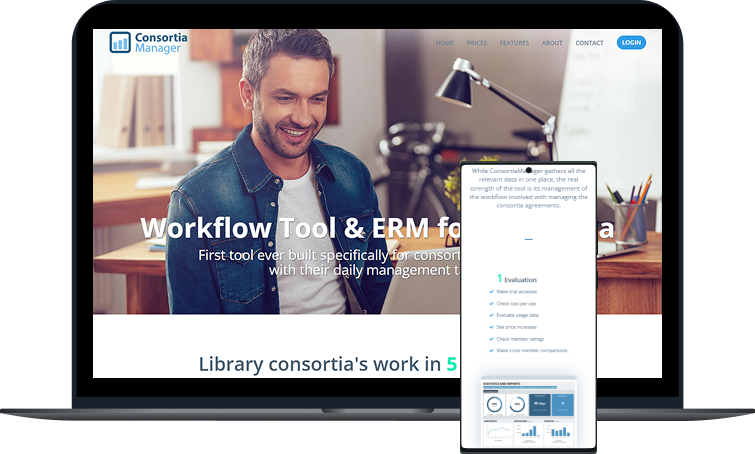 Consortia
Manager
HOME PRICES FEATURES ABOUT CONTACT LOGIN
Workflow Tool & ERM fo a
First tool ever built specifically for consort
with their daily management t
Library consortia's work in 5
While ConsortiaManager gathers all the
relevant data in one place, the real
strength of the tool is its management of
the workflow involved with managing the
consortia agreements.
1 Evaluation
Make trial accesses
Check cost per use
Evaluate usage data
See price increases
Check member ratings
Make cross member comparisons
STATISTICS AND REPORTS